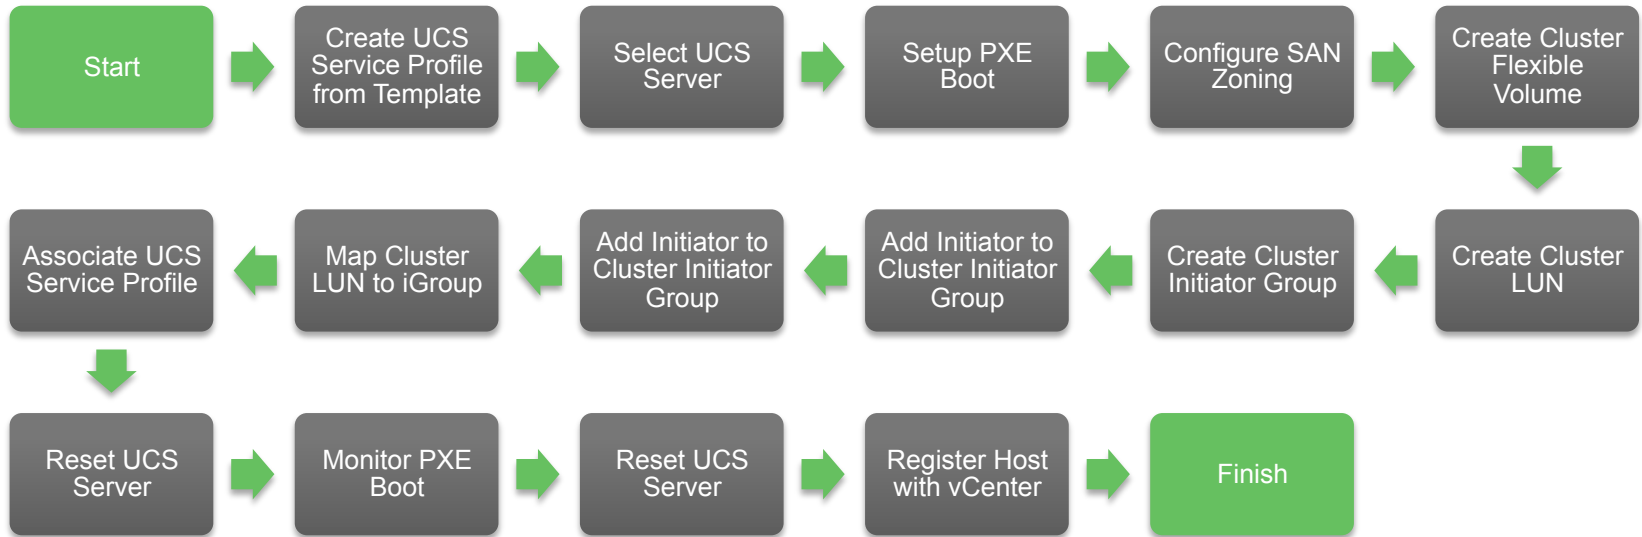 Start
Create UCS
Service Profile
from Template
Select UCS
Server
Setup PXE
Boot
Configure SAN
Zoning
Create Cluster
Flexible
Volume
Create Cluster
LUN
Create Cluster
Initiator Group
Add Initiator to
Cluster Initiator
Group
Add Initiator to
Cluster Initiator
Group
Map Cluster
LUN to iGroup
Associate UCS
Service Profile
Reset UCS
Server
Monitor PXE
Boot
Reset UCS
Server
Register Host
with vCenter
Finish